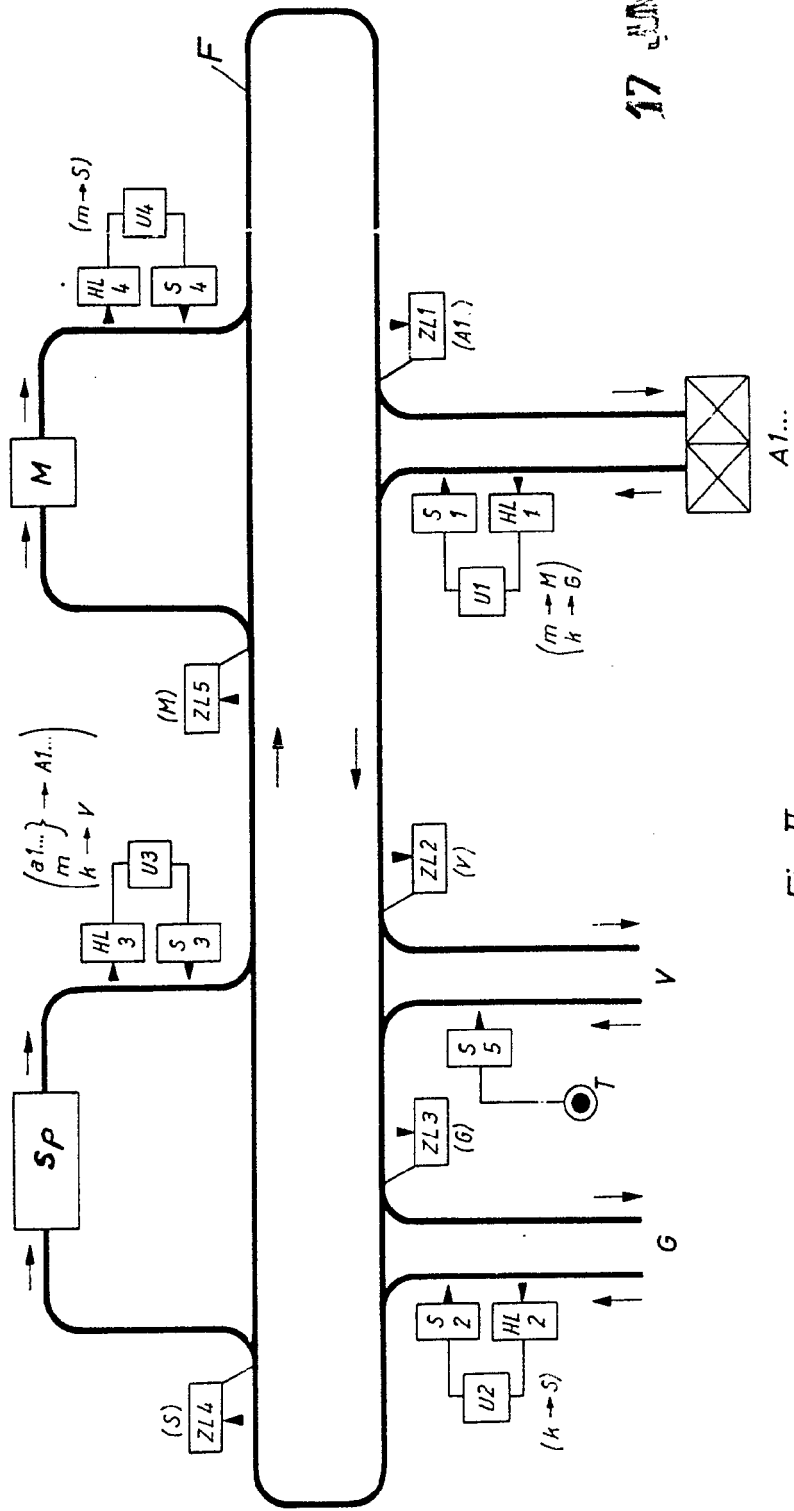 17
F
(m → S)
HL 4
U4
S 4
M
(M)
ZL5
(a1... } → A1...)
m
k → V
HL 3
U3
S 3
Sp
(S)
ZL4
ZL1
(A1.)
A1...
S 1
HL 1
U1
(m → M)
(k → G)
ZL2
(V)
V
S 5
T
ZL3
(G)
G
S 2
HL 2
U2
(k → S)